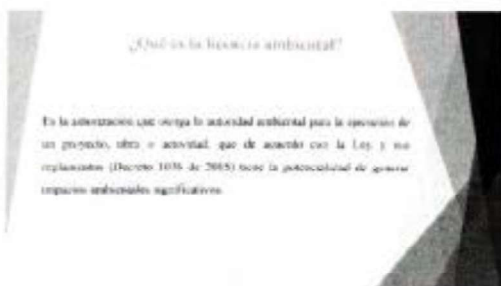 ¿Qué es la licencia ambiental?
Es la autorización que otorga la autoridad ambiental para la ejecución de
un proyecto, obra o actividad, que de acuerdo con la Ley y sus
reglamentos (Decreto 1076 de 2015) tiene la potencialidad de generar
impactos ambientales significativos.